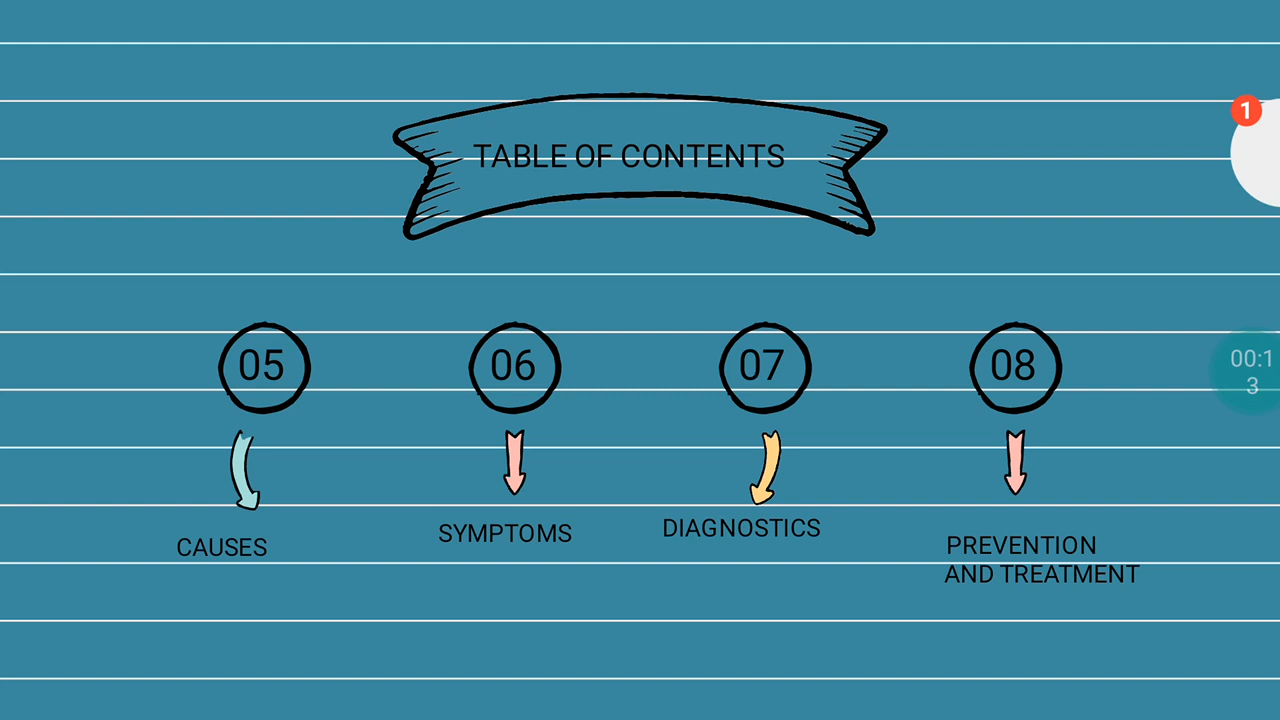 TABLE OF CONTENTS
1
05
06
07
08
00:1
3
CAUSES
SYMPTOMS
DIAGNOSTICS
PREVENTION
AND TREATMENT